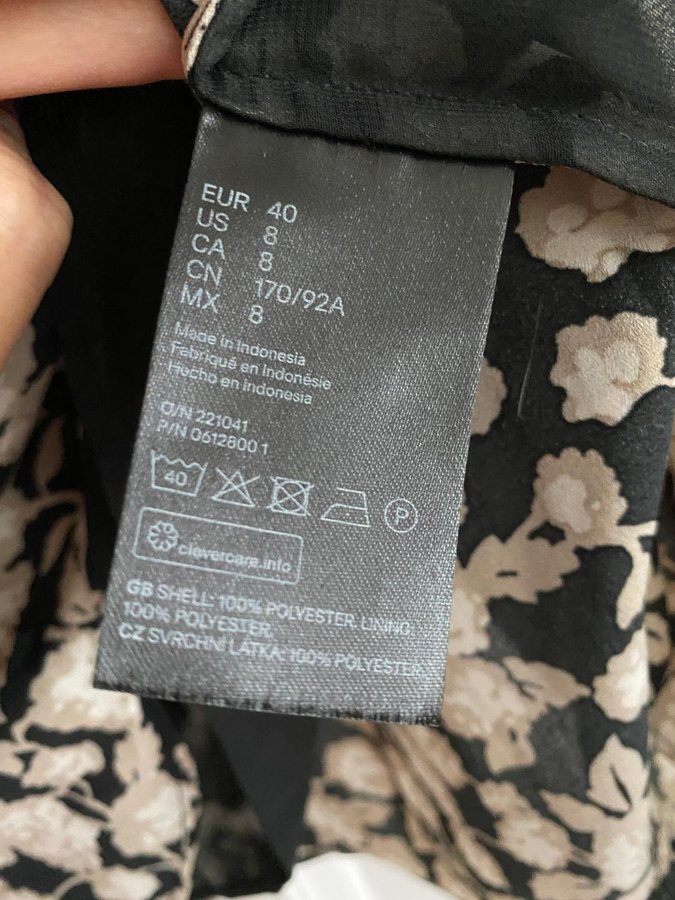 EUR 40
US 8
CA 8
CN 170/92A
MX 8
Made in Indonesia
Fabriqué en Indonésie
Hecho en Indonesia
O/N 221041
P/N 0612800 1
40
P
clevercare.info
GB SHELL: 100% POLYESTER. LINING:
100% POLYESTER.
CZ SVRCHNÍ LÁTKA: 100% POLYESTER.